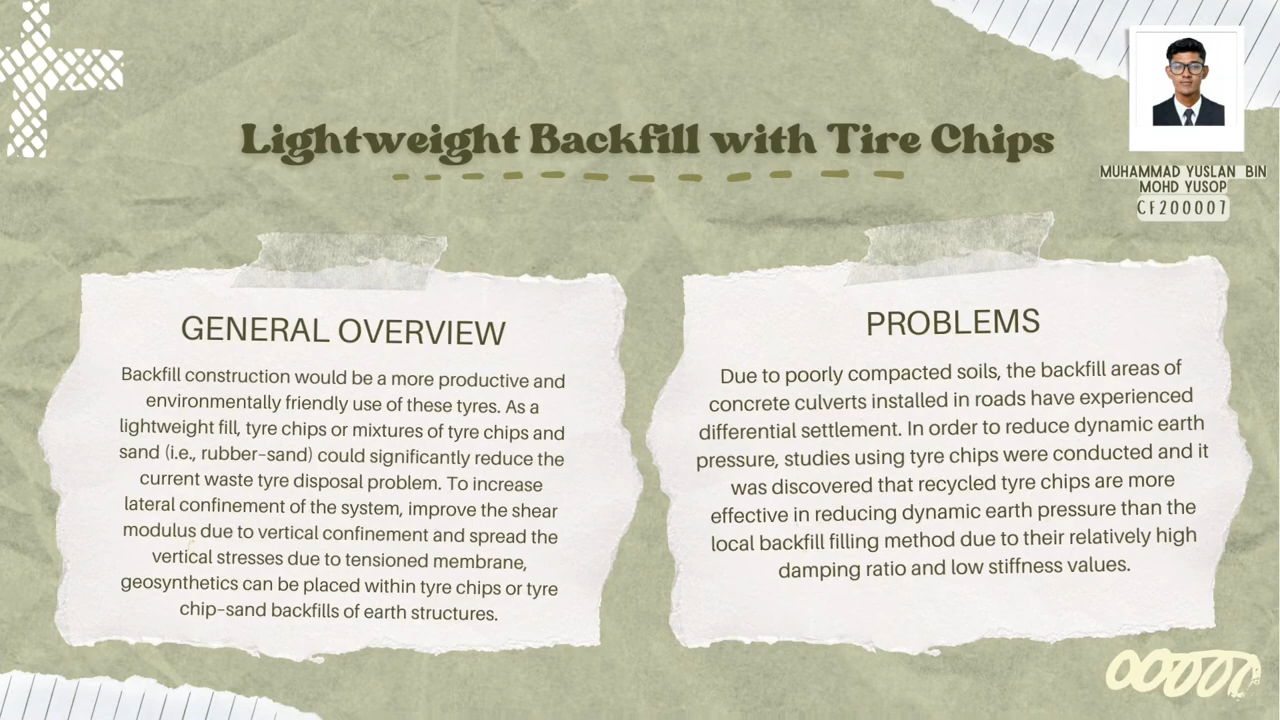 Lightweight Backfill with Tire Chips
MUHAMMAD YUSLAN BIN
MOHD YUSOP
CF200007
GENERAL OVERVIEW
Backfill construction would be a more productive and
environmentally friendly use of these tyres. As a
lightweight fill, tyre chips or mixtures of tyre chips and
sand (i.e., rubber-sand) could significantly reduce the
current waste tyre disposal problem. To increase
lateral confinement of the system, improve the shear
modulus due to vertical confinement and spread the
vertical stresses due to tensioned membrane,
geosynthetics can be placed within tyre chips or tyre
chip-sand backfills of earth structures.
PROBLEMS
Due to poorly compacted soils, the backfill areas of
concrete culverts installed in roads have experienced
differential settlement. In order to reduce dynamic earth
pressure, studies using tyre chips were conducted and it
was discovered that recycled tyre chips are more
effective in reducing dynamic earth pressure than the
local backfill filling method due to their relatively high
damping ratio and low stiffness values.